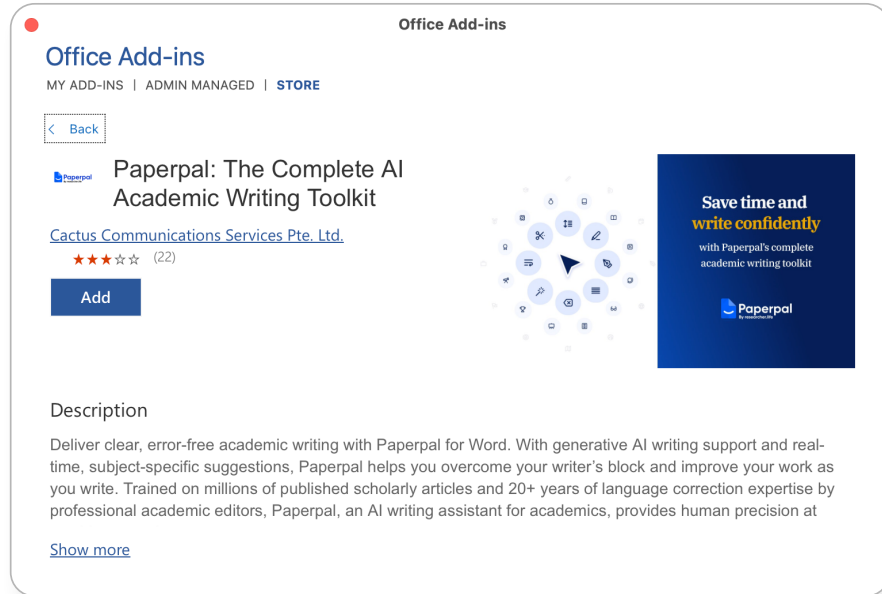 Office Add-ins
Office Add-ins
MY ADD-INS | ADMIN MANAGED | STORE
Back
Paperpal
Paperpal: The Complete AI
Academic Writing Toolkit
Cactus Communications Services Pte. Ltd.
(22)
Add
Save time and
write confidently
with Paperpal's complete
academic writing toolkit
Paperpal
By researcher.life
Description
Deliver clear, error-free academic writing with Paperpal for Word. With generative AI writing support and real-
time, subject-specific suggestions, Paperpal helps you overcome your writer's block and improve your work as
you write. Trained on millions of published scholarly articles and 20+ years of language correction expertise by
professional academic editors, Paperpal, an AI writing assistant for academics, provides human precision at
Show more